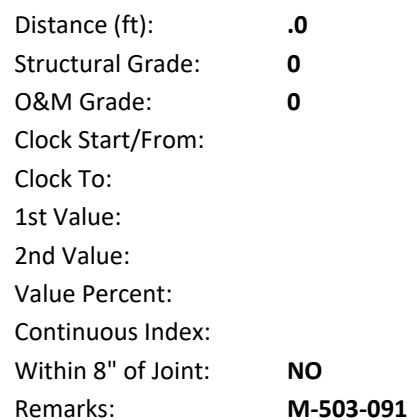 Distance (ft): .0
Structural Grade: 0
O&M Grade: 0
Clock Start/From:
Clock To:
1st Value:
2nd Value:
Value Percent:
Continuous Index:
Within 8" of Joint: NO
Remarks: M-503-091